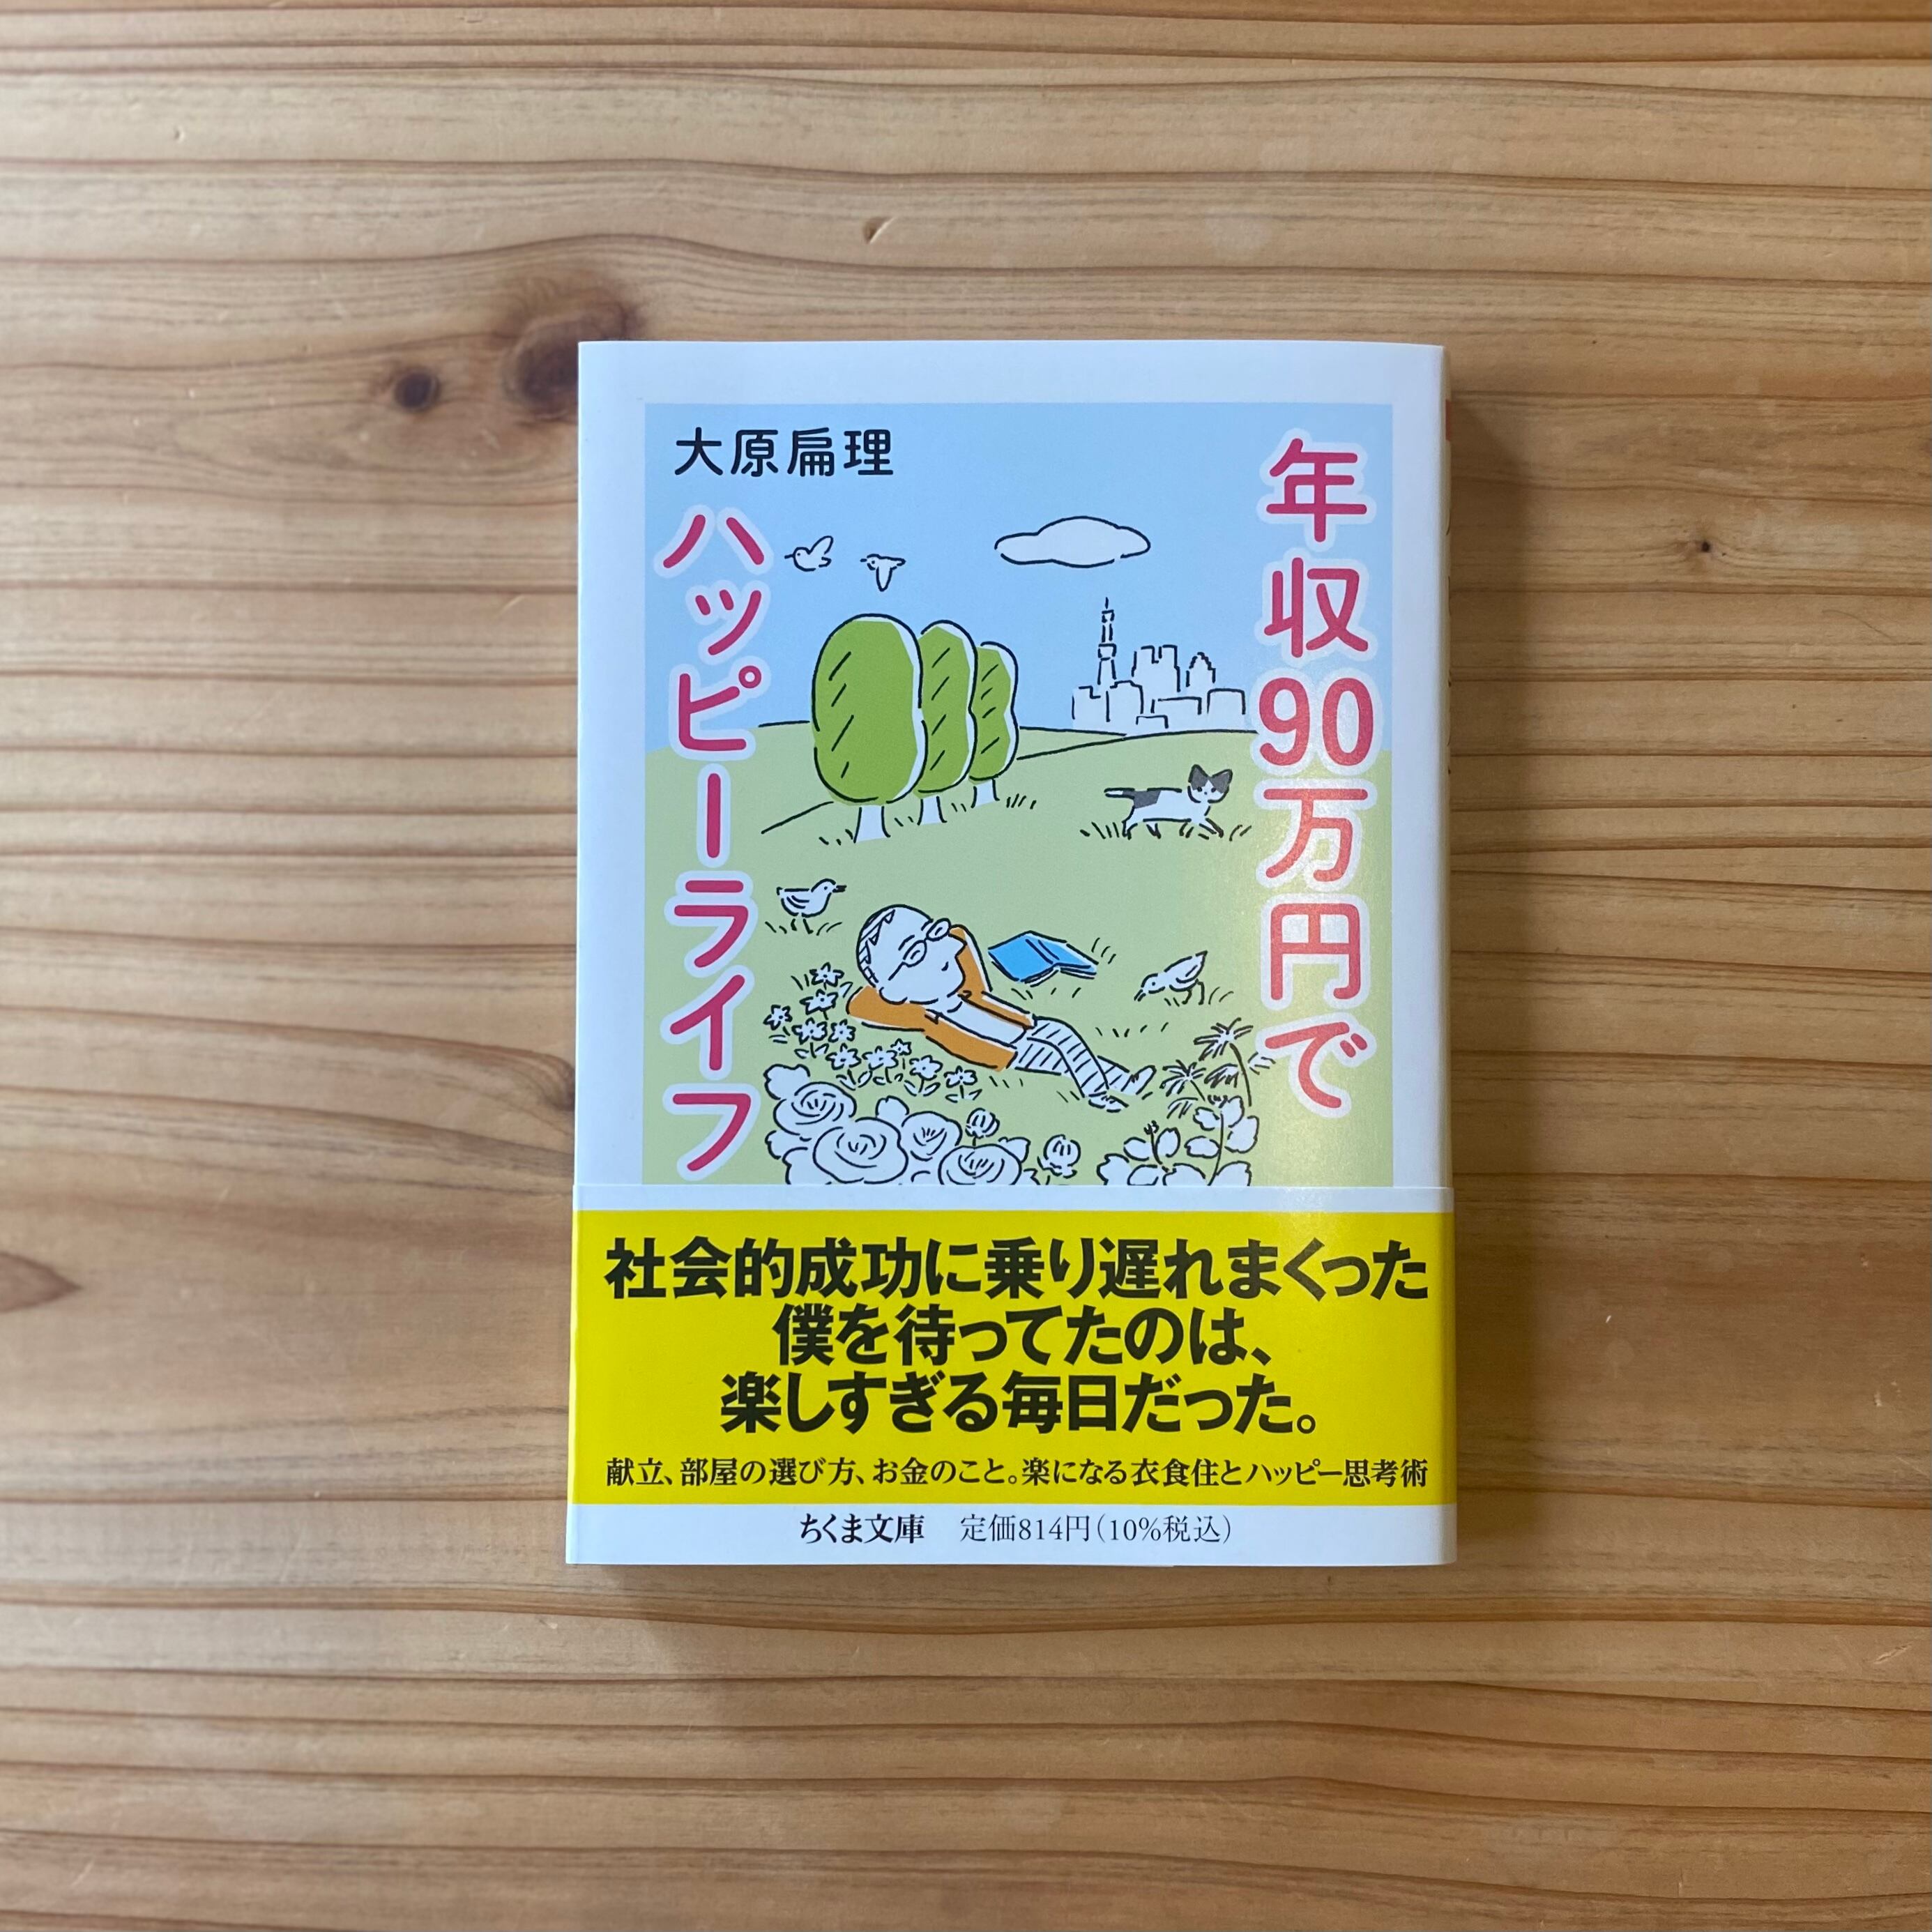 大原扁理
年収90万円で
ハッピーライフ
社会的成功に乗り遅れまくった
僕を待ってたのは、
楽しすぎる毎日だった。
献立、部屋の選び方、お金のこと。楽になる衣食住とハッピー思考術
ちくま文庫 定価814円(10%税込)